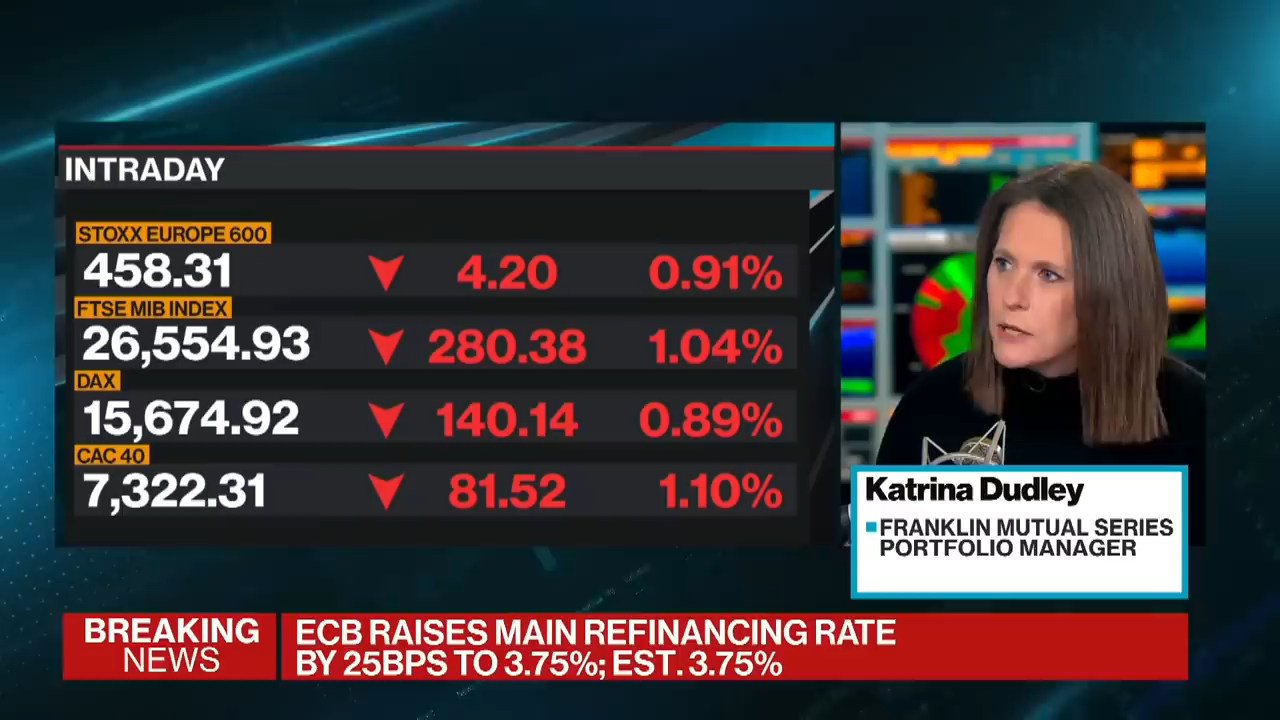 INTRADAY
STOXX EUROPE 600
458.31 ▼ 4.20 0.91%
FTSE MIB INDEX
26,554.93 ▼ 280.38 1.04%
DAX
15,674.92 ▼ 140.14 0.89%
CAC 40
7,322.31 ▼ 81.52 1.10%
Katrina Dudley
FRANKLIN MUTUAL SERIES
PORTFOLIO MANAGER
BREAKING
NEWS
ECB RAISES MAIN REFINANCING RATE
BY 25BPS TO 3.75%; EST. 3.75%